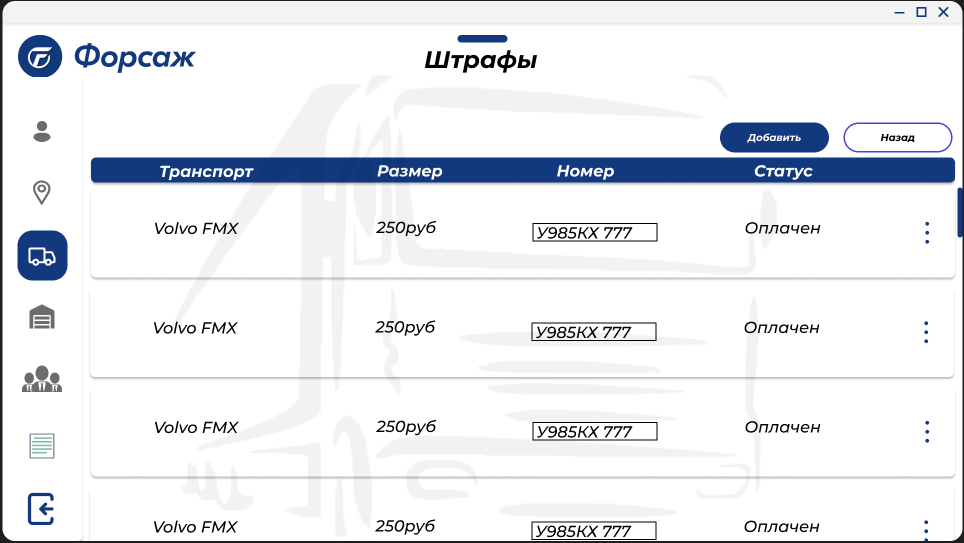 Форсаж
Штрафы
Добавить Назад
Транспорт Размер Номер Статус
Volvo FMX 250руб У985КХ 777 Оплачен
Volvo FMX 250руб У985КХ 777 Оплачен
Volvo FMX 250руб У985КХ 777 Оплачен
Volvo FMX 250руб У985КХ 777 Оплачен